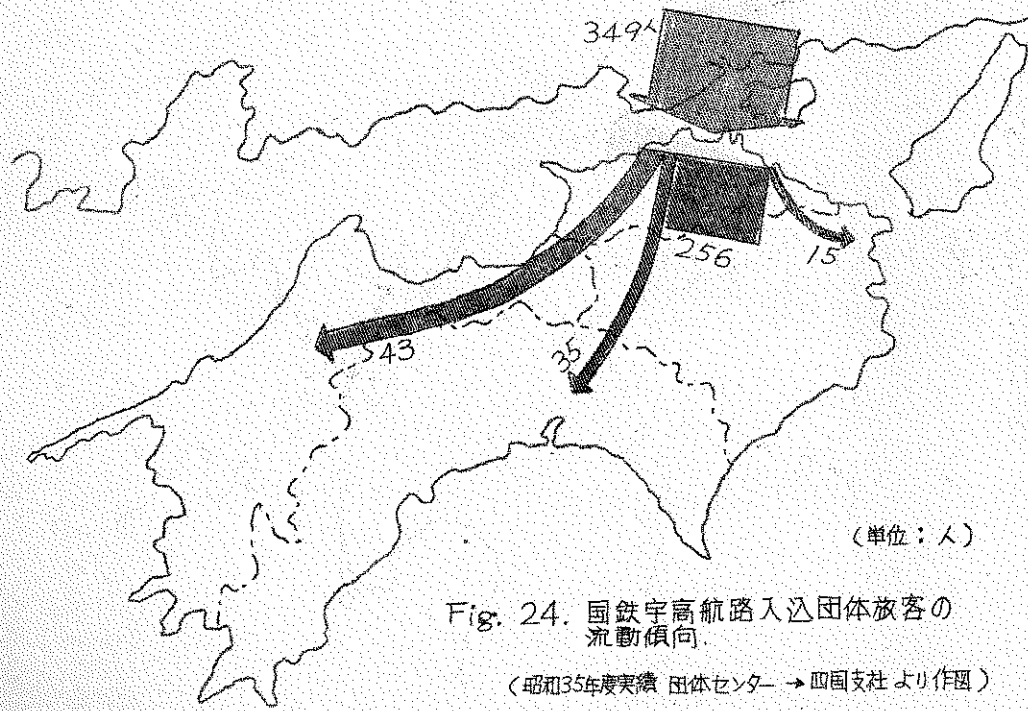 349人
256
15
43
35
(単位:人)
Fig. 24. 国鉄宇高航路入込団体旅客の
流動傾向.
(昭和35年度実績 団体センター → 四国支社 より作図)